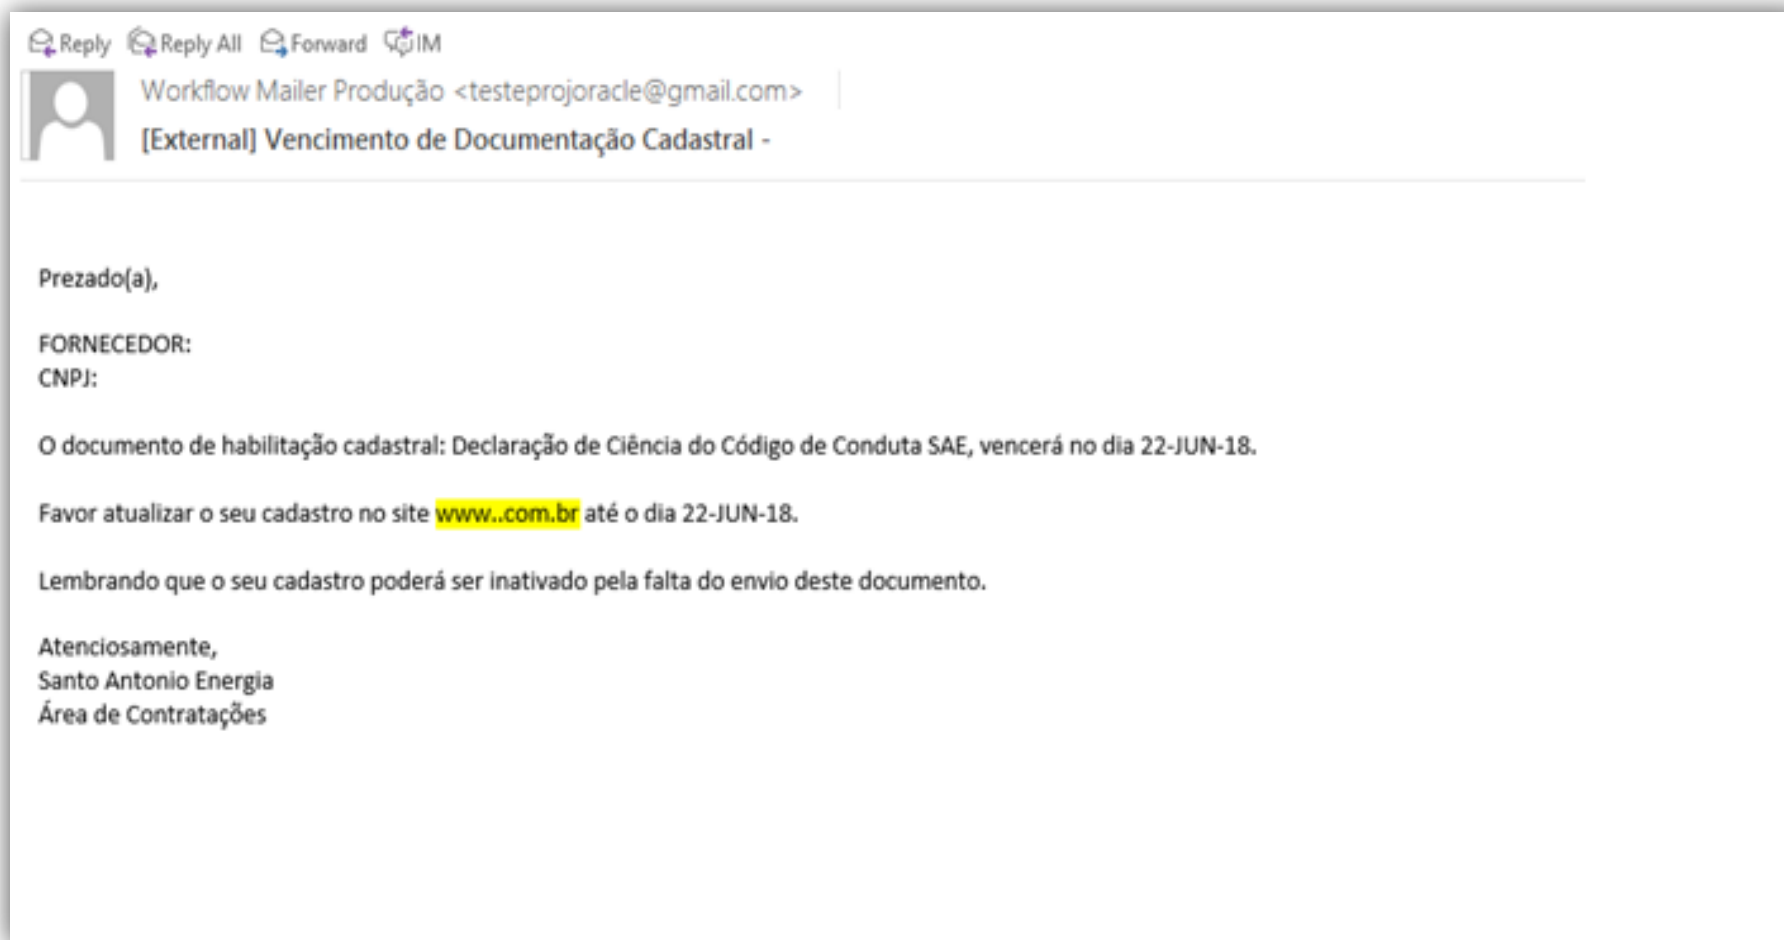 Reply Reply All Forward IM
Workflow Mailer Produção <testeprojoracle@gmail.com>
[External] Vencimento de Documentação Cadastral -
Prezado(a),
FORNECEDOR:
CNPJ:
O documento de habilitação cadastral: Declaração de Ciência do Código de Conduta SAE, vencerá no dia 22-JUN-18.
Favor atualizar o seu cadastro no site www..com.br até o dia 22-JUN-18.
Lembrando que o seu cadastro poderá ser inativado pela falta do envio deste documento.
Atenciosamente,
Santo Antonio Energia
Área de Contratações